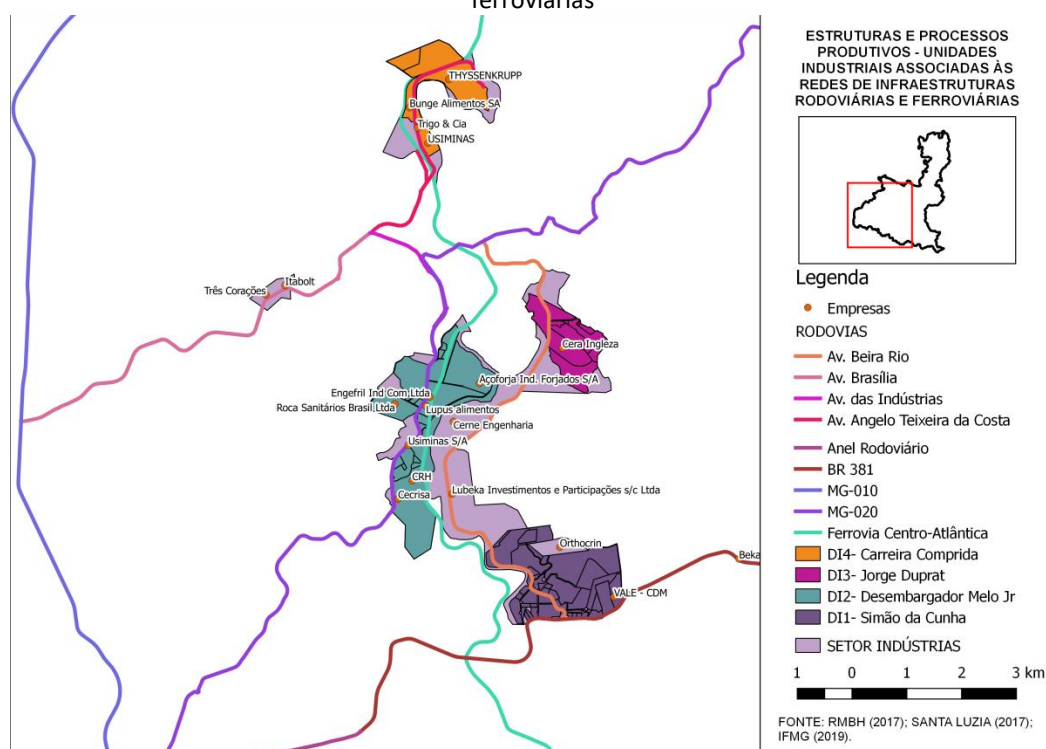 ferroviárias
THYSSENKRUPP
Bunge Alimentos SA
Trigo & Cia
USIMINAS
Itabolt
Três Corações
Cera Ingleza
Açoforja Ind. Forjados S/A
Engefril Ind Com Ltda
Roca Sanitários Brasil Ltda
Lupus alimentos
Cerne Engenharia
Usiminas S/A
CRH
Cecrisa
Lubeka Investimentos e Participações s/c Ltda
Orthocrin
Beka
VALE - CDM
ESTRUTURAS E PROCESSOS
PRODUTIVOS - UNIDADES
INDUSTRIAIS ASSOCIADAS ÀS
REDES DE INFRAESTRUTURAS
RODOVIÁRIAS E FERROVIÁRIAS
Legenda
Empresas
RODOVIAS
Av. Beira Rio
Av. Brasília
Av. das Indústrias
Av. Angelo Teixeira da Costa
Anel Rodoviário
BR 381
MG-010
MG-020
Ferrovia Centro-Atlântica
DI4- Carreira Comprida
DI3- Jorge Duprat
DI2- Desembargador Melo Jr
DI1- Simão da Cunha
SETOR INDÚSTRIAS
1 0 1 2 3 km
FONTE: RMBH (2017); SANTA LUZIA (2017);
IFMG (2019).